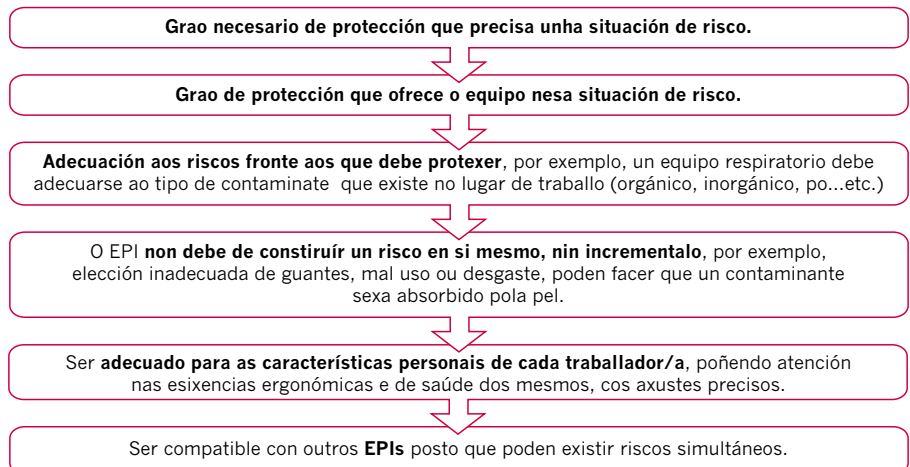 Grao necesario de protección que precisa unha situación de risco.
Grao de protección que ofrece o equipo nesa situación de risco.
Adecuación aos riscos fronte aos que debe protexer, por exemplo, un equipo respiratorio debe
adecuarse ao tipo de contaminate que existe no lugar de traballo (orgánico, inorgánico, po...etc.)
O EPI non debe de constiruír un risco en si mesmo, nin incrementalo, por exemplo,
elección inadecuada de guantes, mal uso ou desgaste, poden facer que un contaminante
sexa absorbido pola pel.
Ser adecuado para as características personais de cada traballador/a, poñendo atención
nas esixencias ergonómicas e de saúde dos mesmos, cos axustes precisos.
Ser compatible con outros EPIs posto que poden existir riscos simultáneos.